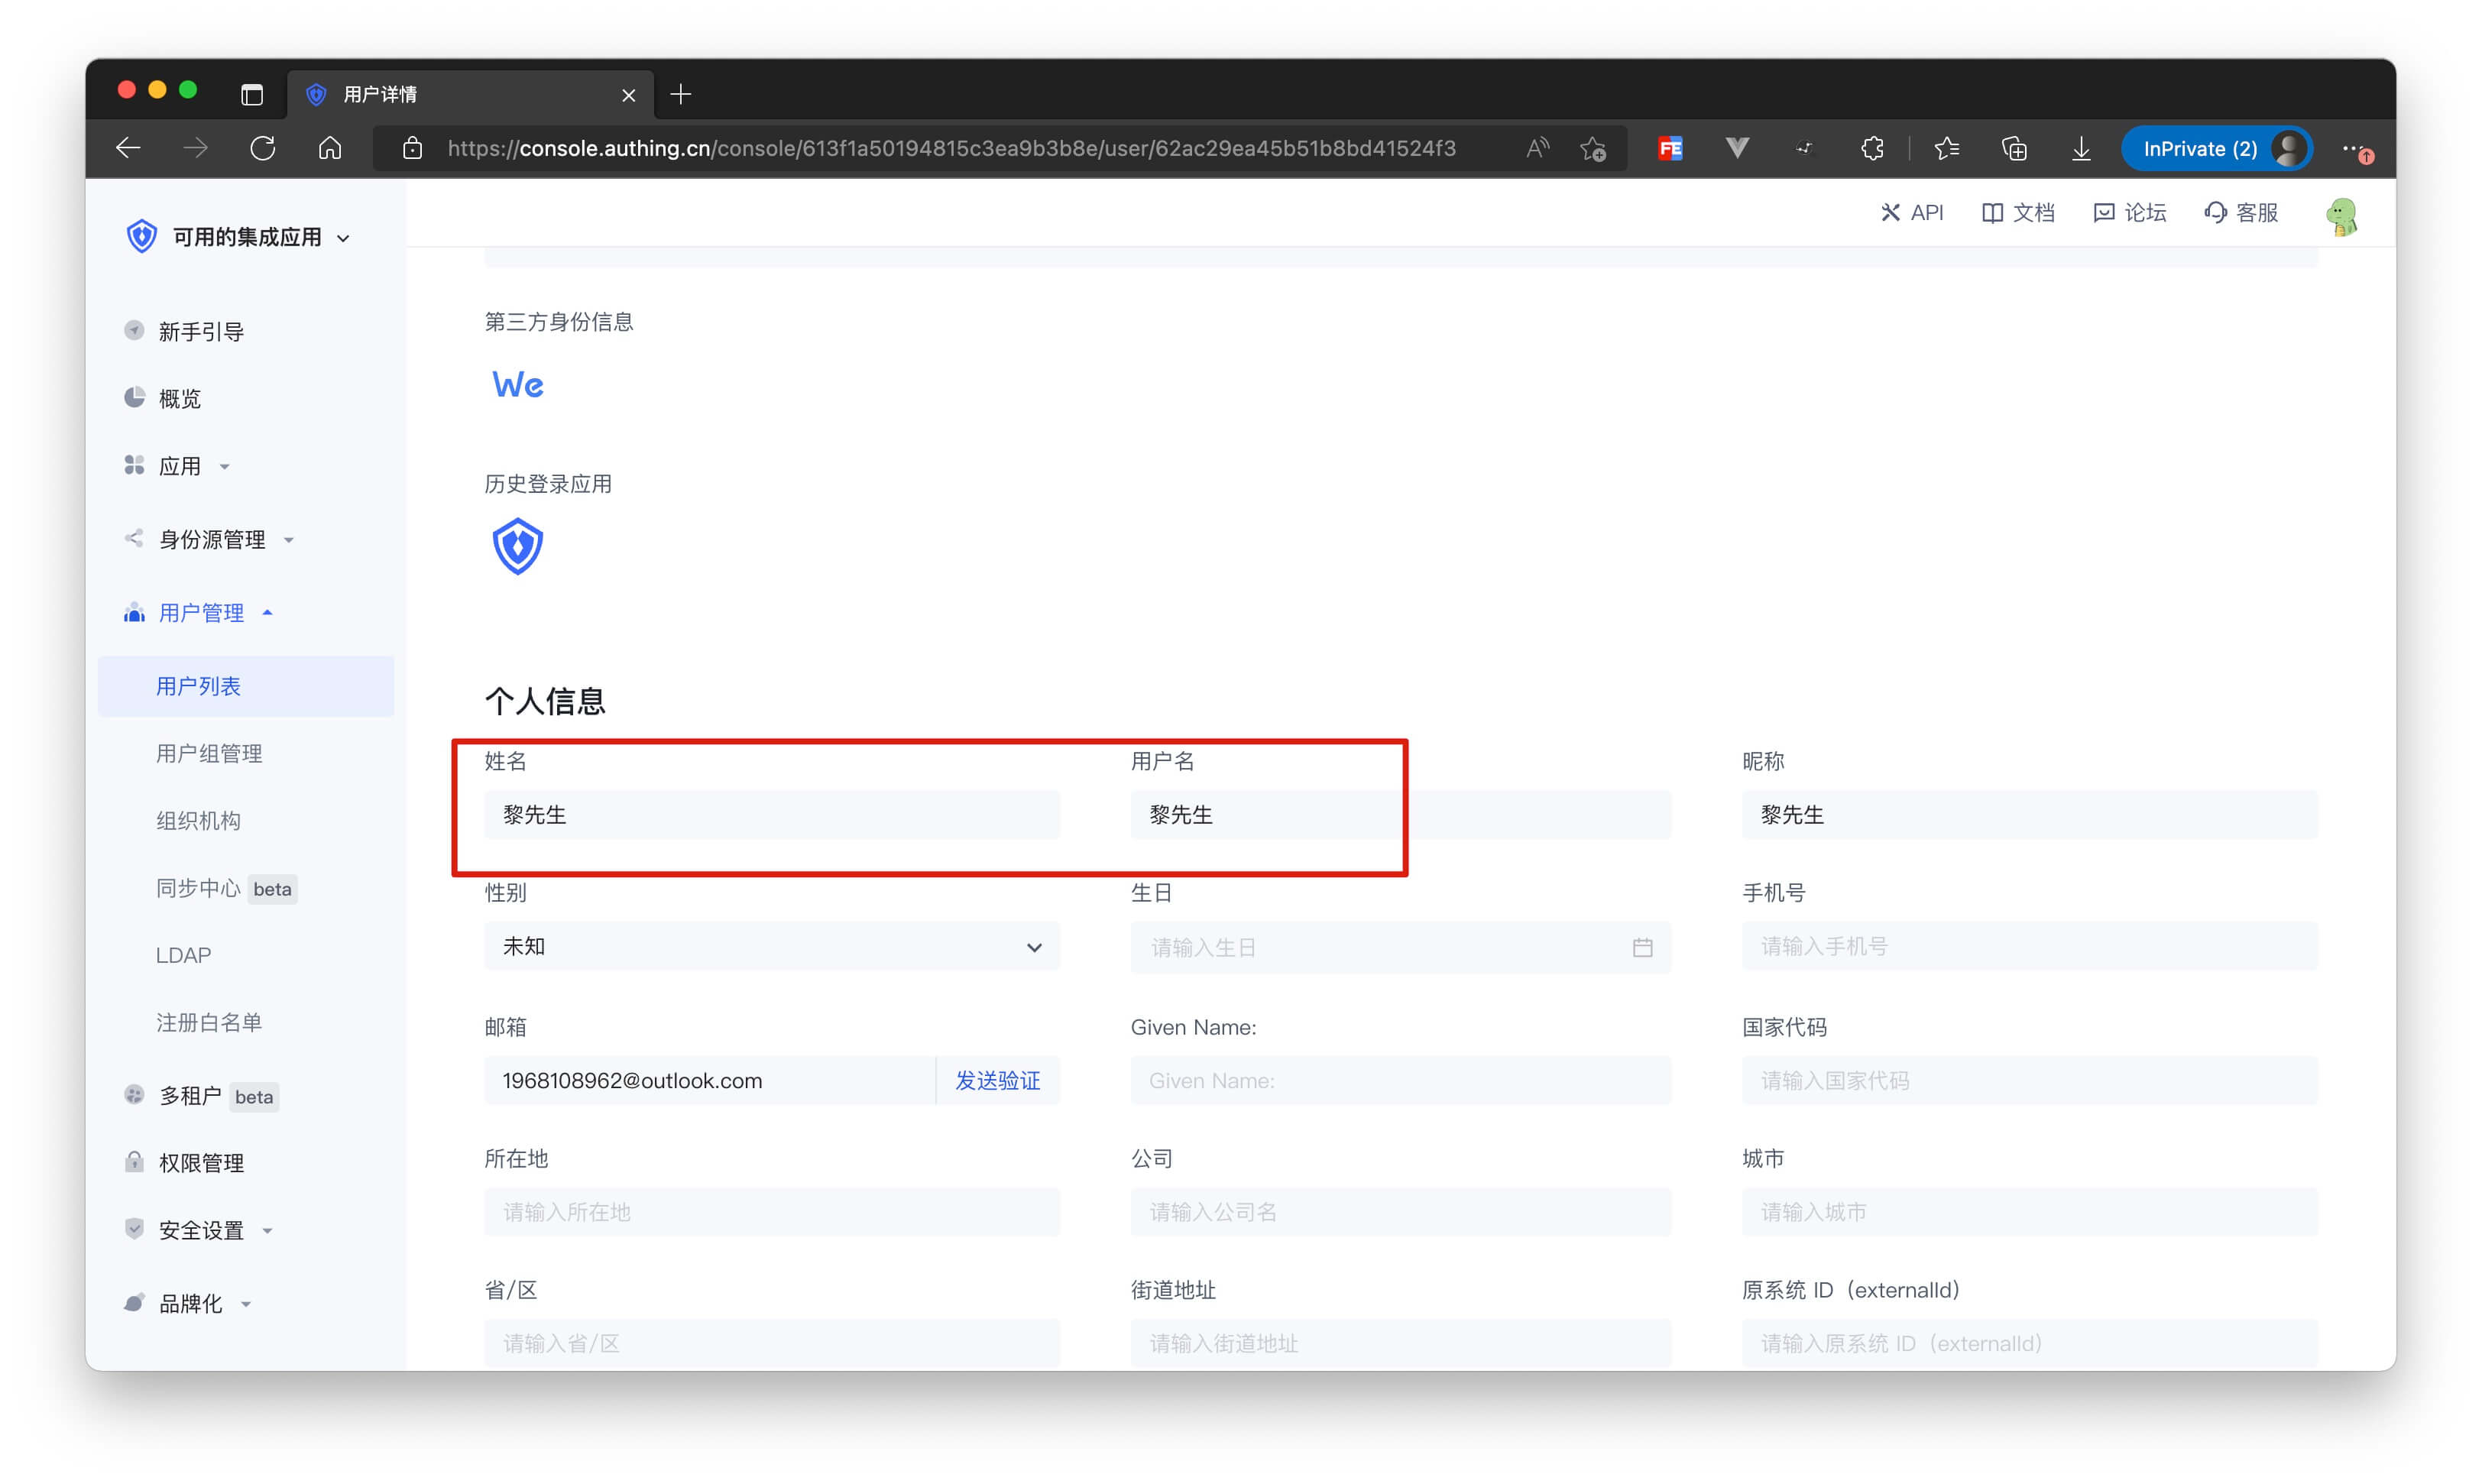 用户详情
https://console.authing.cn/console/613f1a50194815c3ea9b3b8e/user/62ac29ea45b51b8bd41524f3
FE
InPrivate (2)
可用的集成应用
API
文档
论坛
客服
新手引导
概览
应用
身份源管理
用户管理
用户列表
用户组管理
组织机构
同步中心 beta
LDAP
注册白名单
多租户 beta
权限管理
安全设置
品牌化
第三方身份信息
We
历史登录应用
个人信息
姓名
用户名
昵称
黎先生
黎先生
黎先生
性别
生日
手机号
未知
请输入生日
请输入手机号
邮箱
Given Name:
国家代码
1968108962@outlook.com
发送验证
Given Name:
请输入国家代码
所在地
公司
城市
请输入所在地
请输入公司名
请输入城市
省/区
街道地址
原系统 ID（externalId）
请输入省/区
请输入街道地址
请输入原系统 ID（externalId）